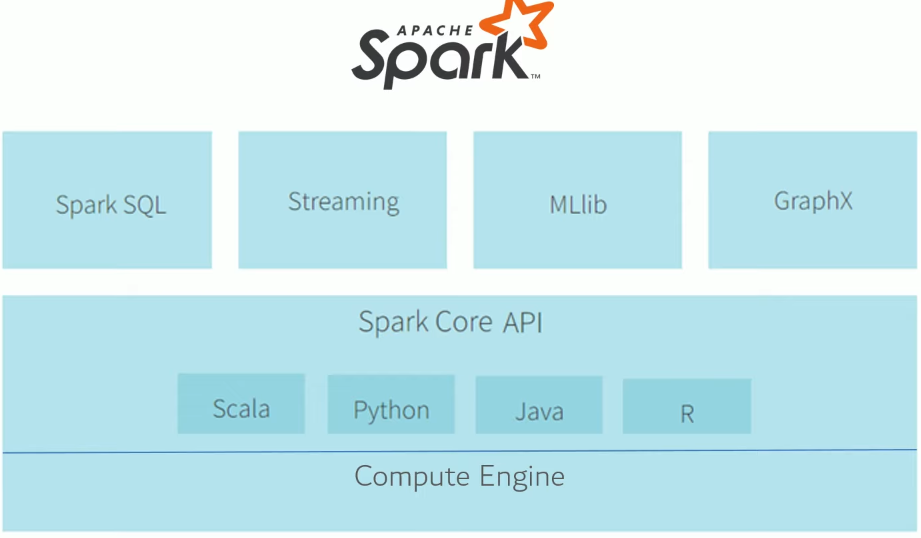 APACHE
Spark™
Spark SQL
Streaming
MLlib
GraphX
Spark Core API
Scala
Python
Java
R
Compute Engine